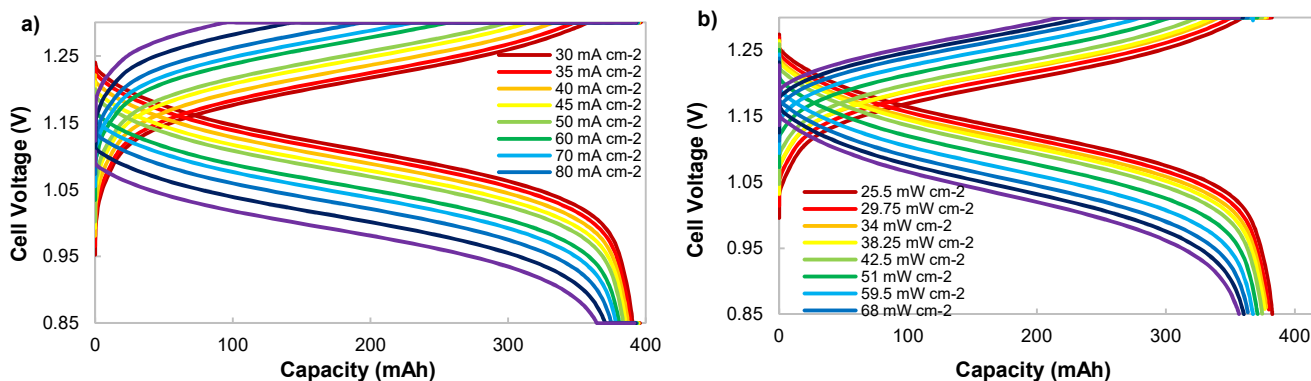 a)
Cell Voltage (V)
1.25
1.15
1.05
0.95
0.85
30 mA cm-2
35 mA cm-2
40 mA cm-2
45 mA cm-2
50 mA cm-2
60 mA cm-2
70 mA cm-2
80 mA cm-2
0 100 200 300 400
Capacity (mAh)
b)
Cell Voltage (V)
1.25
1.15
1.05
0.95
0.85
25.5 mW cm-2
29.75 mW cm-2
34 mW cm-2
38.25 mW cm-2
42.5 mW cm-2
51 mW cm-2
59.5 mW cm-2
68 mW cm-2
0 100 200 300 400
Capacity (mAh)